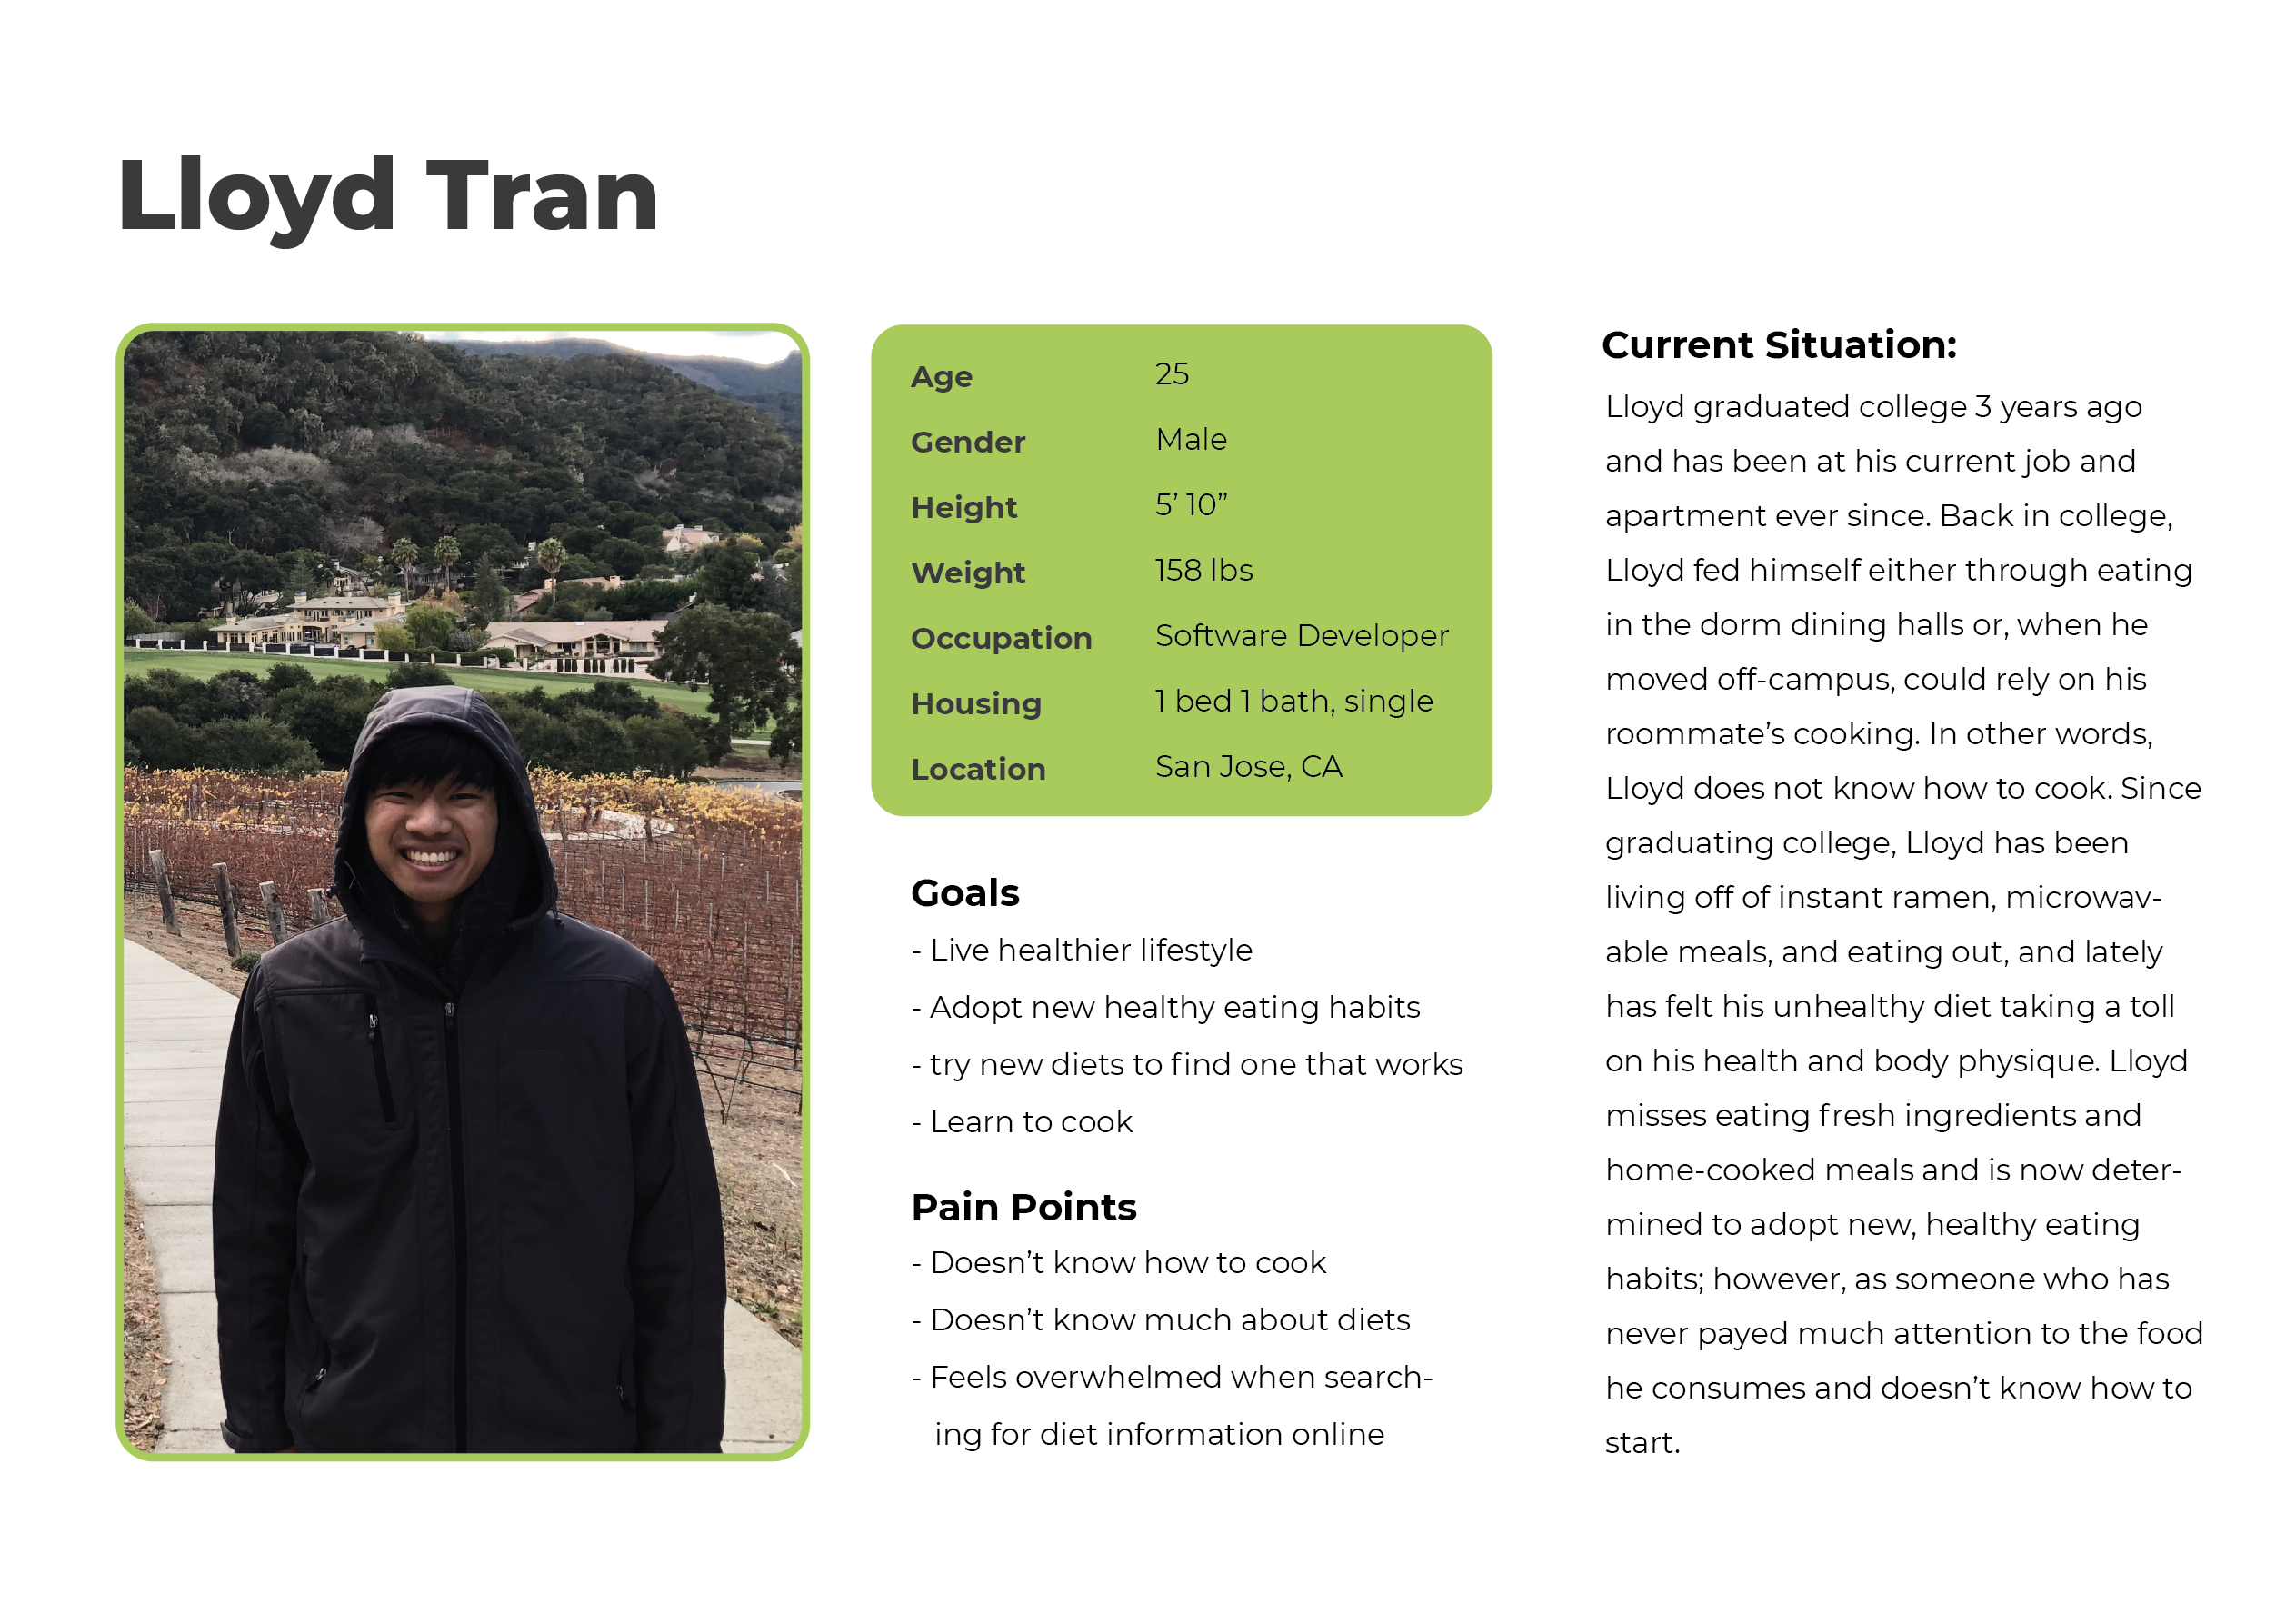 Lloyd Tran
Age 25
Gender Male
Height 5’ 10”
Weight 158 lbs
Occupation Software Developer
Housing 1 bed 1 bath, single
Location San Jose, CA
Goals
- Live healthier lifestyle
- Adopt new healthy eating habits
- try new diets to find one that works
- Learn to cook
Pain Points
- Doesn’t know how to cook
- Doesn’t know much about diets
- Feels overwhelmed when search-
ing for diet information online
Current Situation:
Lloyd graduated college 3 years ago
and has been at his current job and
apartment ever since. Back in college,
Lloyd fed himself either through eating
in the dorm dining halls or, when he
moved off-campus, could rely on his
roommate’s cooking. In other words,
Lloyd does not know how to cook. Since
graduating college, Lloyd has been
living off of instant ramen, microwav-
able meals, and eating out, and lately
has felt his unhealthy diet taking a toll
on his health and body physique. Lloyd
misses eating fresh ingredients and
home-cooked meals and is now deter-
mined to adopt new, healthy eating
habits; however, as someone who has
never payed much attention to the food
he consumes and doesn’t know how to
start.